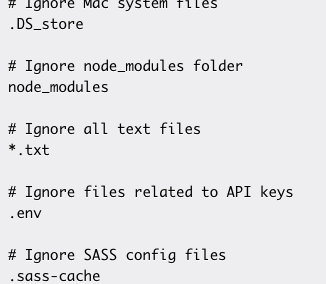 # Ignore Mac system files
.DS_store
# Ignore node_modules folder
node_modules
# Ignore all text files
*.txt
# Ignore files related to API keys
.env
# Ignore SASS config files
.sass-cache